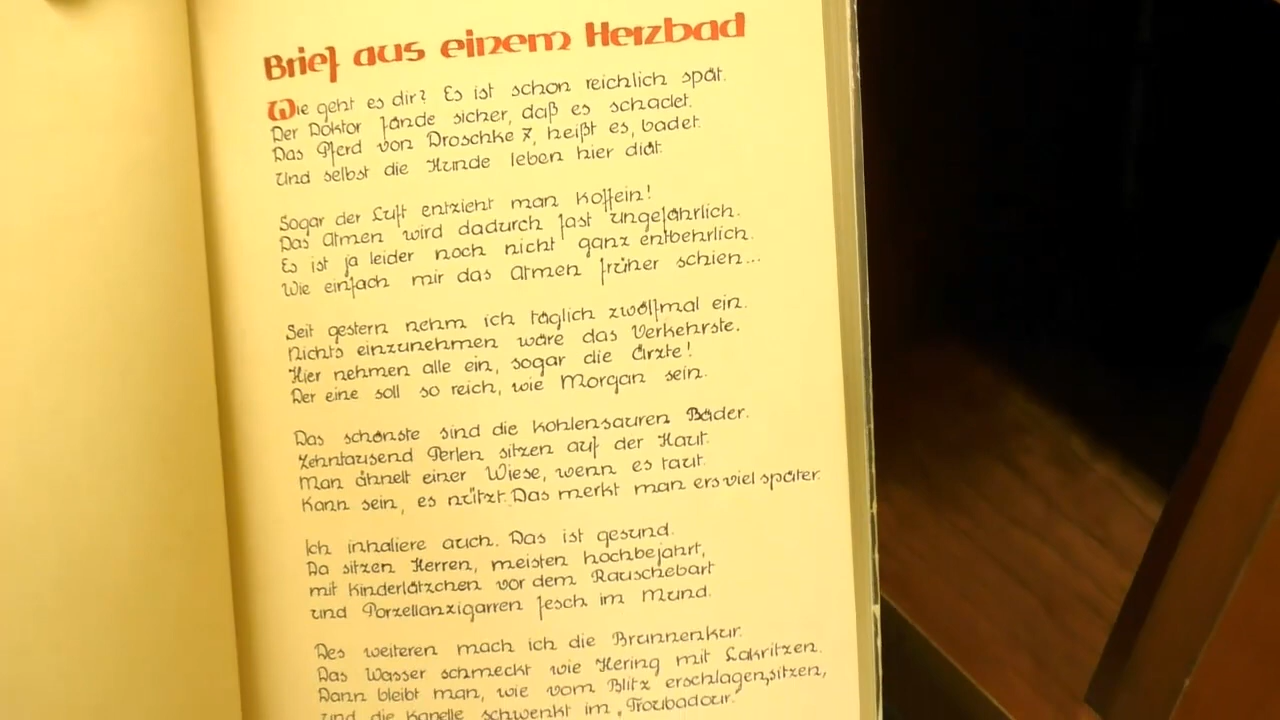 Brief aus einem Herzbad
Wie geht es dir? Es ist schon reichlich spät.
Der Doktor fände sicher, daß es schadet.
Das Pferd von Droschke 7, heißt es, badet.
Und selbst die Hunde leben hier diät.
Sogar der Luft entzieht man Koffein!
Das Atmen wird dadurch fast ungefährlich.
Es ist ja leider noch nicht ganz entbehrlich.
Wie einfach mir das Atmen früher schien...
Seit gestern nehm ich täglich zwölfmal ein.
Nichts einzunehmen wäre das Verkehrste.
Hier nehmen alle ein, sogar die Ärzte!
Der eine soll so reich, wie Morgan sein.
Das schönste sind die kohlensauren Bäder.
Zehntausend Perlen sitzen auf der Haut.
Man ähnelt einer Wiese, wenn es taut.
Kann sein, es nützt. Das merkt man ers viel später.
Ich inhaliere auch. Das ist gesund.
Da sitzen Herren, meisten hochbejahrt,
mit Kinderlätzchen vor dem Rauschebart
und Porzellanzigarren fesch im Mund.
Des weiteren mach ich die Brunnenkur.
Das Wasser schmeckt wie Hering mit Lakritzen.
Dann bleibt man, wie vom Blitz erschlagen, sitzen,
und die Kapelle schwenkt im „Troubadour".